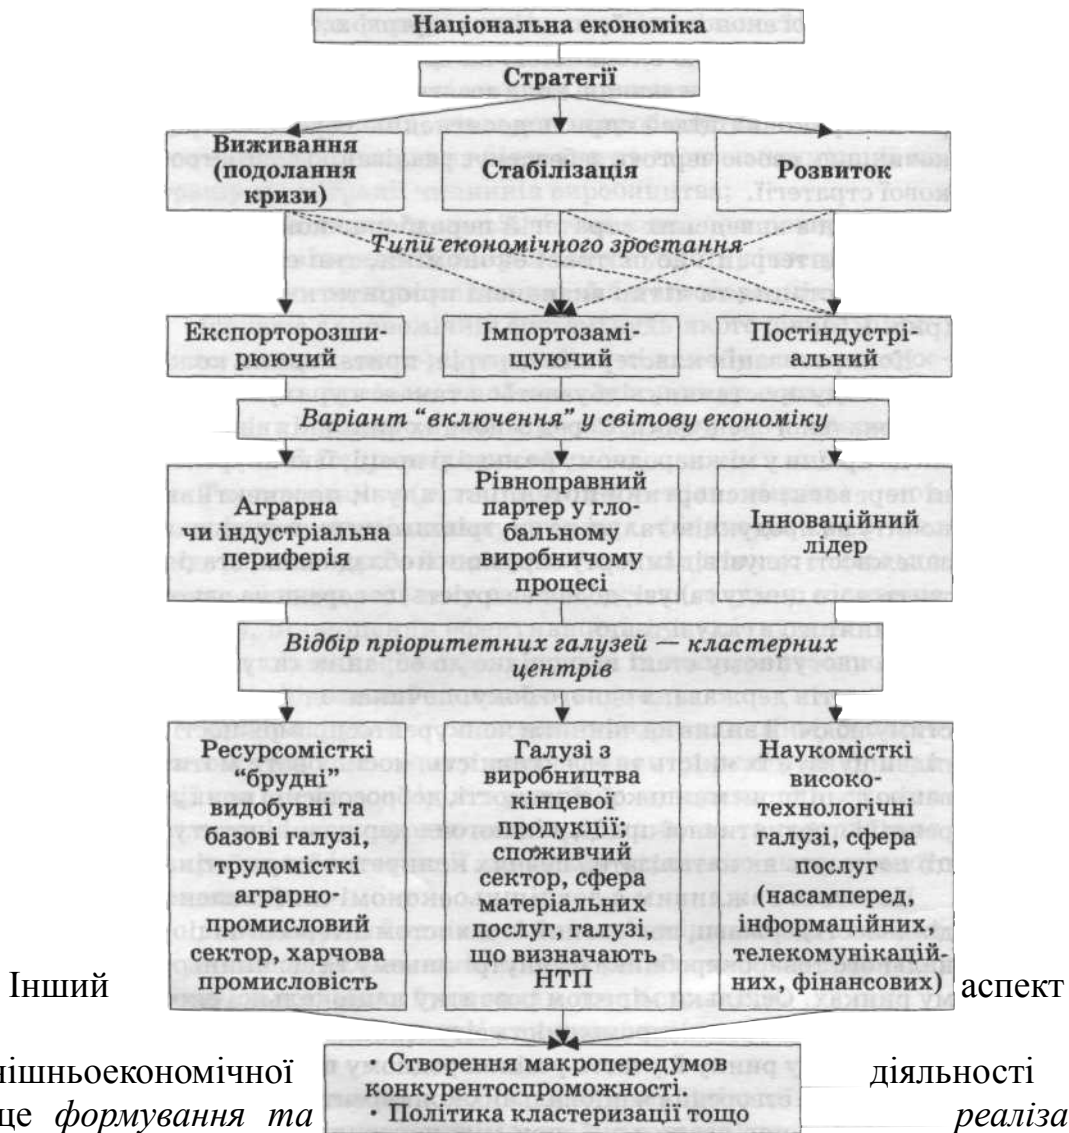 Національна економіка
Стратегії
Виживання
(подолання
кризи)
Стабілізація
Розвиток
Типи економічного зростання
Експорторозши-
рюючий
Імпортозамі-
щуючий
Постіндустрі-
альний
Варіант “включення” у світову економіку
Аграрна
чи індустріальна
периферія
Рівноправний
партер у гло-
бальному
виробничому
процесі
Інноваційний
лідер
Відбір пріоритетних галузей — кластерних
центрів
Ресурсомісткі
“брудні”
видобувні та
базові галузі,
трудомісткі
аграрно-
промисловий
сектор, харчова
промисловість
Галузі з
виробництва
кінцевої
продукції;
споживчий
сектор, сфера
матеріальних
послуг, галузі,
що визначають
НТП
Наукомісткі
високо-
технологічні
галузі, сфера
послуг
(насамперед,
інформаційних,
телекомунікацій-
них, фінансових)
Інший аспект
• Створення макропередумов
конкурентоспроможності.
• Політика кластеризації тощо
нішньоекономічної діяльності
це формування та реаліза